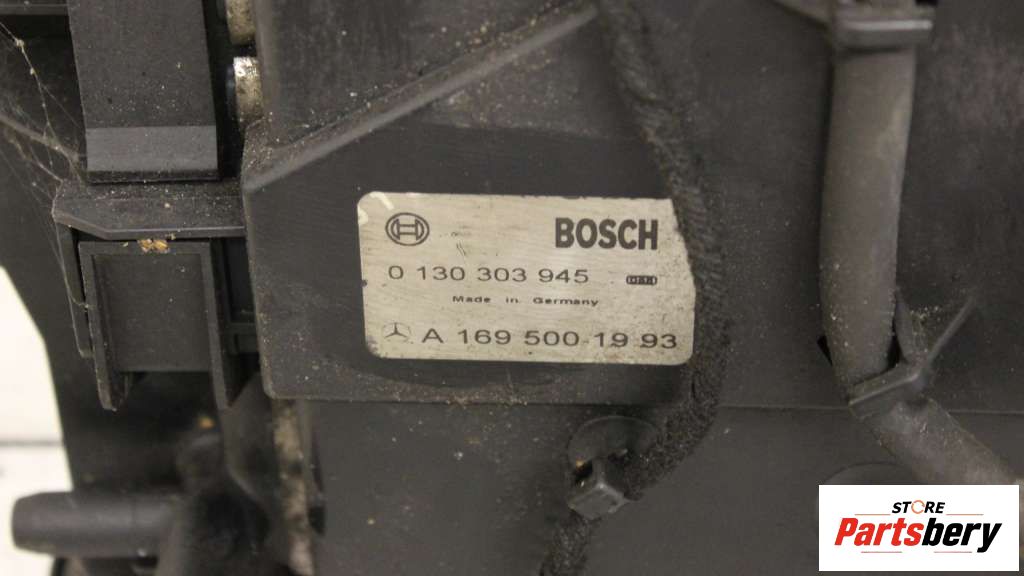 BOSCH
0 130 303 945
Made in Germany
A 169 500-19 93
STORE
Partsbery